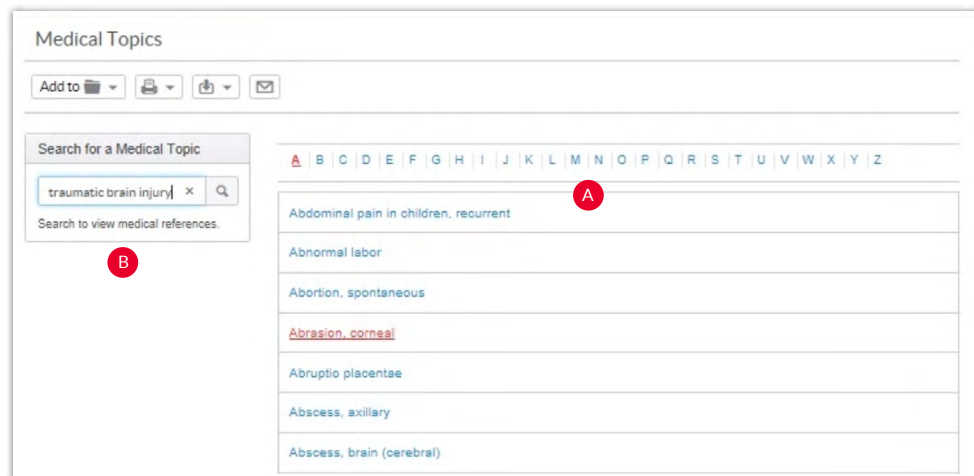 Medical Topics
Add to
Search for a Medical Topic
traumatic brain injury ×
Search to view medical references.
B
A B C D E F G H I J K L M N O P Q R S T U V W X Y Z
A
Abdominal pain in children, recurrent
Abnormal labor
Abortion, spontaneous
Abrasion, corneal
Abruptio placentae
Abscess, axillary
Abscess, brain (cerebral)